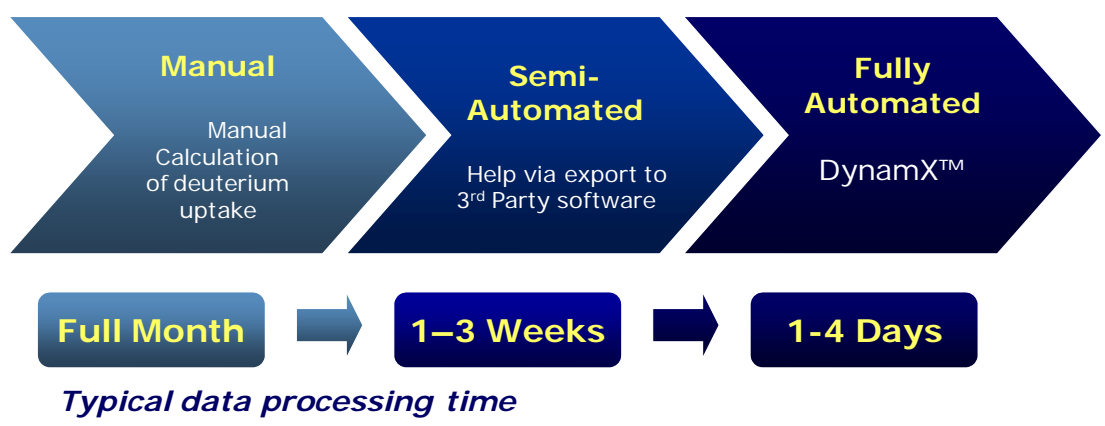 Manual
Manual
Calculation
of deuterium
uptake
Semi-
Automated
Help via export to
3rd Party software
Fully
Automated
DynamX™
Full Month
1–3 Weeks
1-4 Days
Typical data processing time